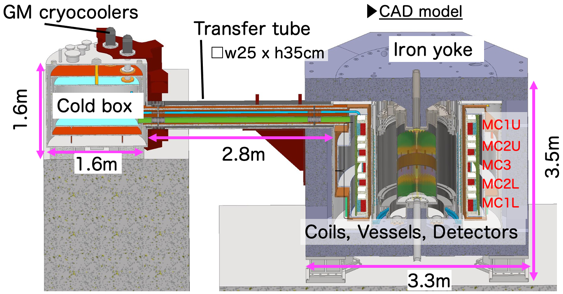 GM cryocoolers
▶CAD model
Transfer tube
□w25 x h35cm
Iron yoke
Cold box
1.6m
1.6m
2.8m
MC1U
MC2U
MC3
MC2L
MC1L
3.5m
Coils, Vessels, Detectors
3.3m